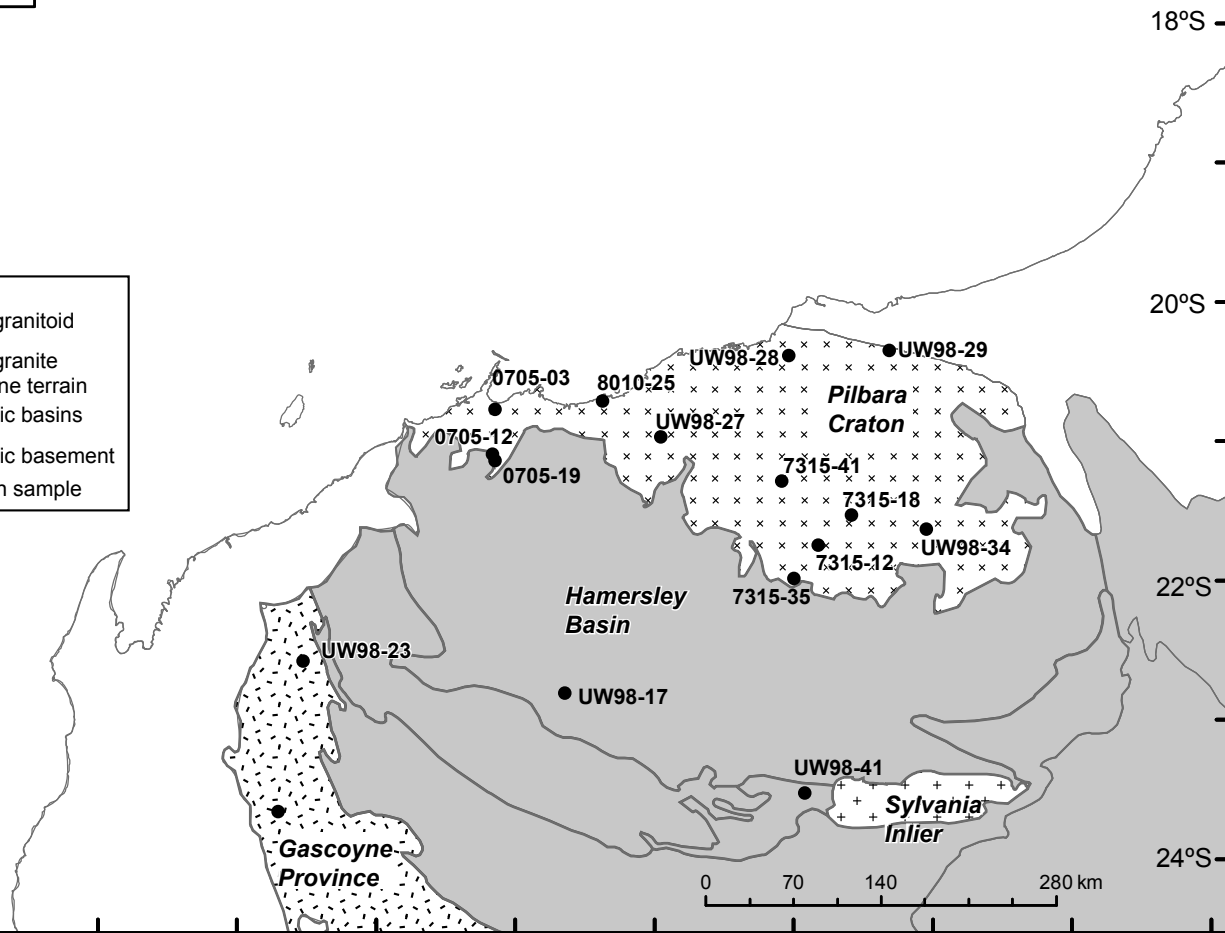 18ºS
20ºS
granitoid
granite
ne terrain
ic basins
ic basement
n sample
UW98-28
UW98-29
0705-03
8010-25
Pilbara
Craton
UW98-27
0705-12
0705-19
7315-41
7315-18
UW98-34
7315-12
7315-35
22ºS
Hamersley
Basin
UW98-23
UW98-17
UW98-41
Sylvania
Inlier
Gascoyne
Province
24ºS
0 70 140 280 km